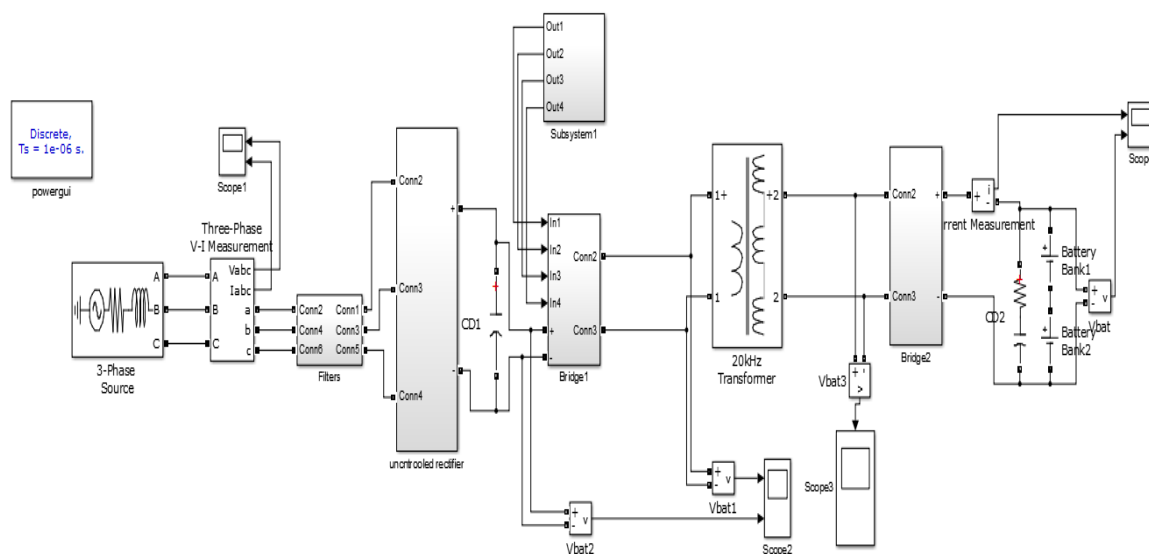 Discrete,
Ts = 1e-06 s.
powergui
Scope1
Three-Phase
V-I Measurement
A
B
C
3-Phase
Source
A
B
C
Vabc
Iabc
a
b
c
Conn2
Conn4
Conn6
Conn1
Conn3
Conn5
Filters
Conn2
Conn3
Conn4
+
-
uncntrooled rectifier
CD1
+
Out1
Out2
Out3
Out4
Subsystem1
In1
In2
In3
In4
+
-
Conn2
Conn3
Bridge1
1+
1
+2
2
20kHz
Transformer
+
-
v
Vbat1
+
-
v
Vbat2
Scope2
Vbat3
+
-
v
Scope3
Conn2
Conn3
+
-
Bridge2
+
i
-
rrent Measurement
Scope
CD2
+
+
Battery
Bank1
+
Battery
Bank2
+
-
v
Vbat